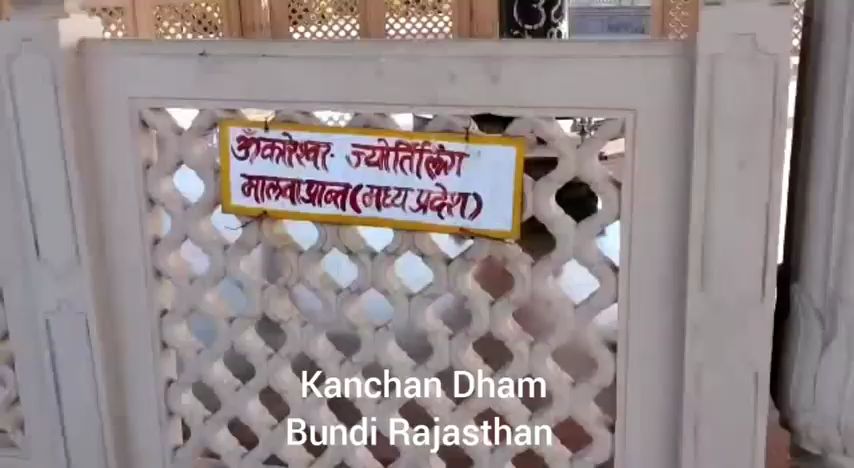 ॐकारेश्वर. ज्योर्तिलिंग
मालवा प्रान्त (मध्य प्रदेश)
Kanchan Dham
Bundi Rajasthan